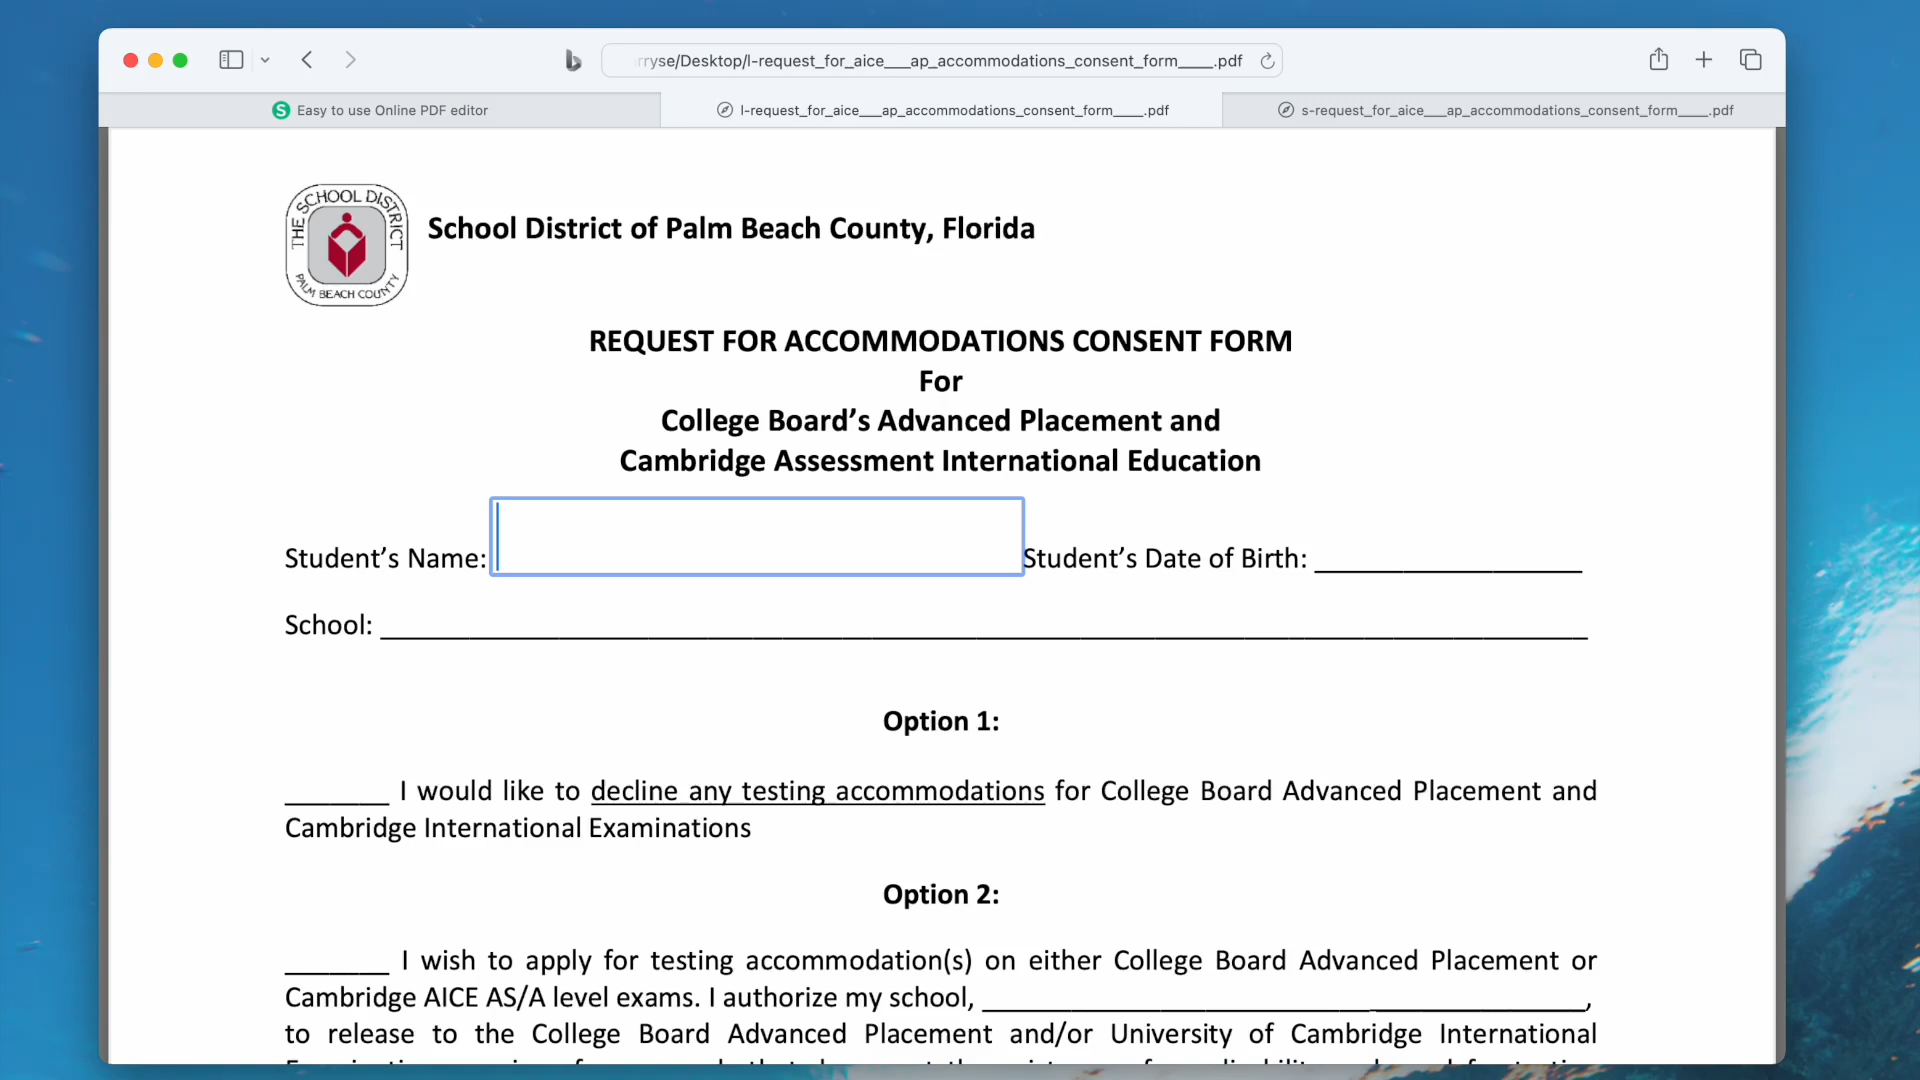 rryse/Desktop/l-request_for_aice___ap_accommodations_consent_form____.pdf
Easy to use Online PDF editor
l-request_for_aice___ap_accommodations_consent_form____.pdf
s-request_for_aice___ap_accommodations_consent_form____.pdf
THE SCHOOL DISTRICT
PALM BEACH COUNTY
School District of Palm Beach County, Florida
REQUEST FOR ACCOMMODATIONS CONSENT FORM
For
College Board’s Advanced Placement and
Cambridge Assessment International Education
Student’s Name: Student’s Date of Birth: __________________
School: _________________________________________________________________________________
Option 1:
_______ I would like to decline any testing accommodations for College Board Advanced Placement and
Cambridge International Examinations
Option 2:
_______ I wish to apply for testing accommodation(s) on either College Board Advanced Placement or
Cambridge AICE AS/A level exams. I authorize my school, _________________________________________,
to release to the College Board Advanced Placement and/or University of Cambridge International